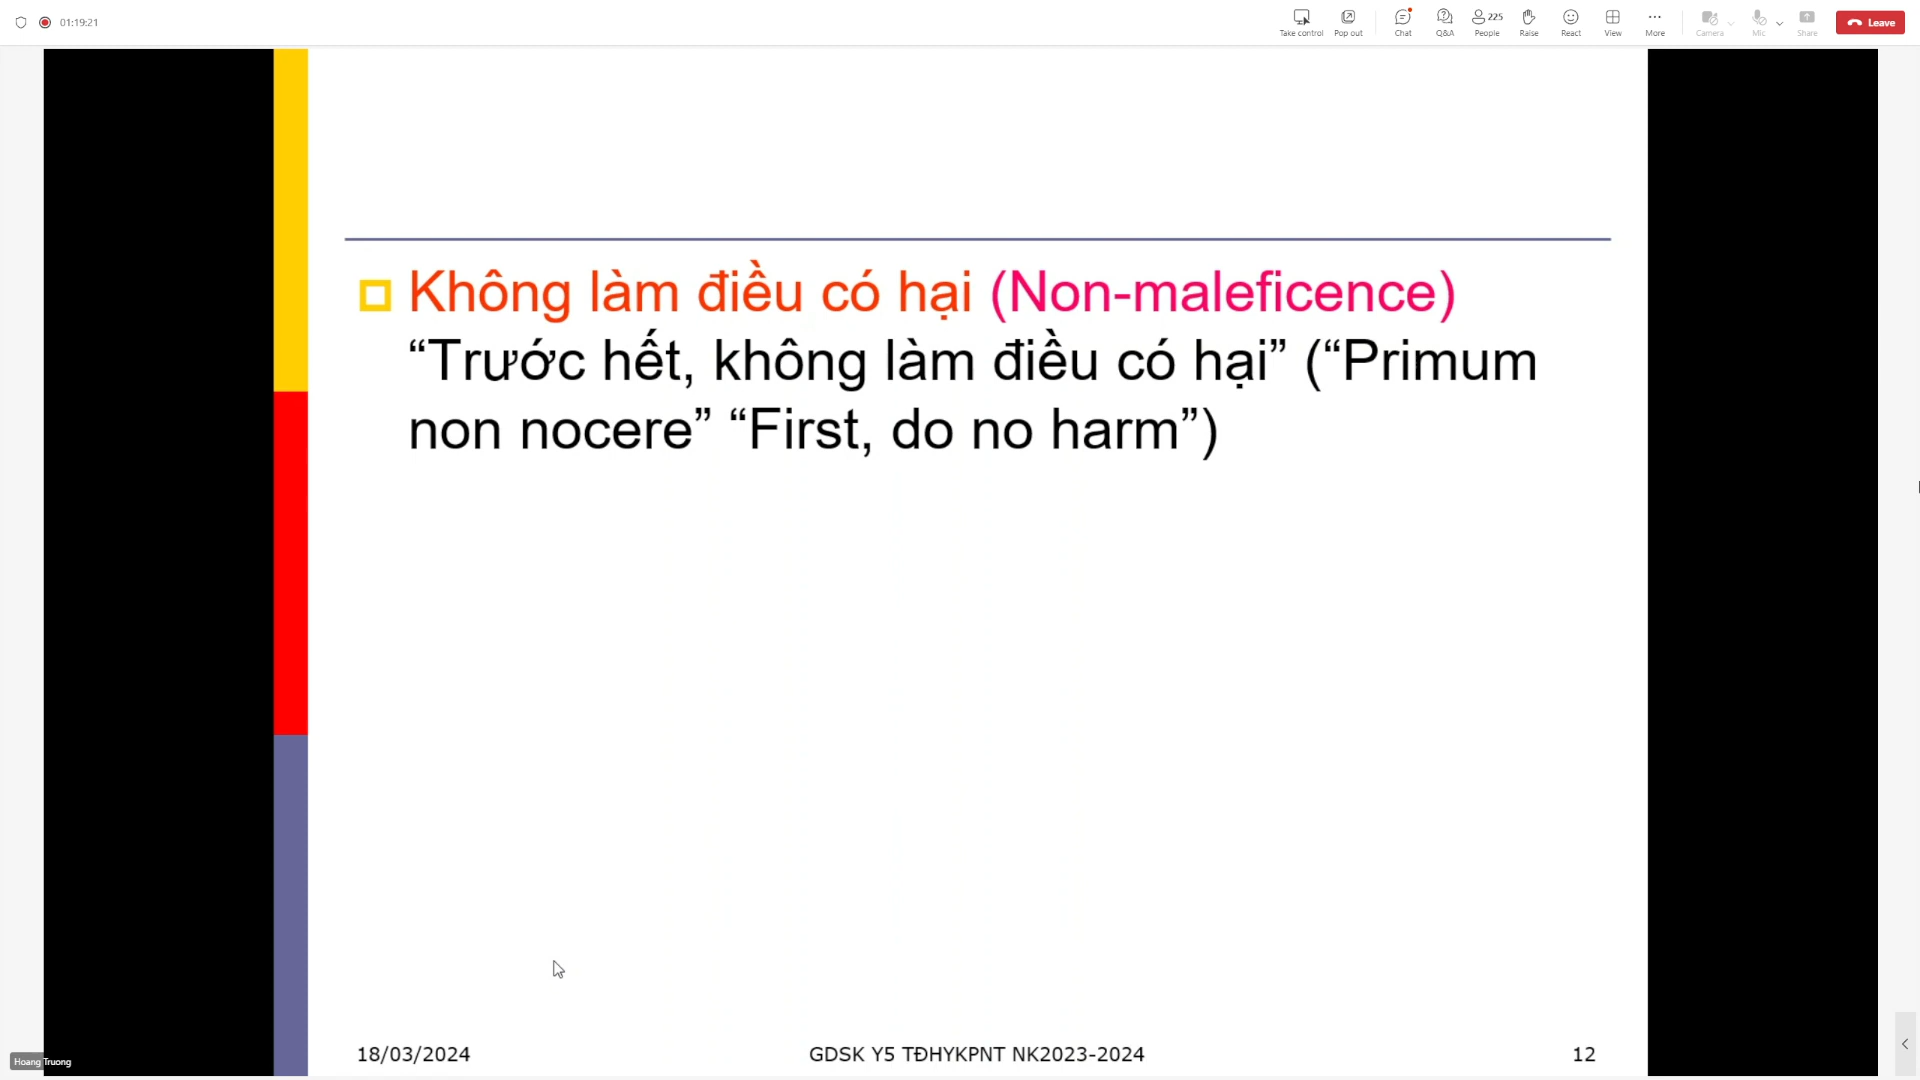 01:19:21
Take control
Pop out
Chat
Q&A
225
People
Raise
React
View
More
Camera
Mic
Share
Leave
Không làm điều có hại (Non-maleficence)
“Trước hết, không làm điều có hại” (“Primum
non nocere” “First, do no harm”)
18/03/2024
GDSK Y5 TĐHYKPNT NK2023-2024
12
Hoang Truong